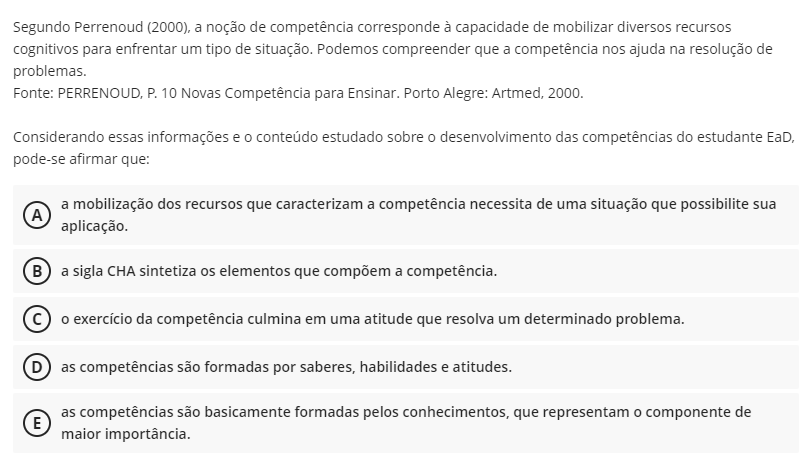 Segundo Perrenoud (2000), a noção de competência corresponde à capacidade de mobilizar diversos recursos
cognitivos para enfrentar um tipo de situação. Podemos compreender que a competência nos ajuda na resolução de
problemas.
Fonte: PERRENOUD, P. 10 Novas Competência para Ensinar. Porto Alegre: Artmed, 2000.
Considerando essas informações e o conteúdo estudado sobre o desenvolvimento das competências do estudante EaD,
pode-se afirmar que:
A a mobilização dos recursos que caracterizam a competência necessita de uma situação que possibilite sua
aplicação.
B a sigla CHA sintetiza os elementos que compõem a competência.
C o exercício da competência culmina em uma atitude que resolva um determinado problema.
D as competências são formadas por saberes, habilidades e atitudes.
E as competências são basicamente formadas pelos conhecimentos, que representam o componente de
maior importância.